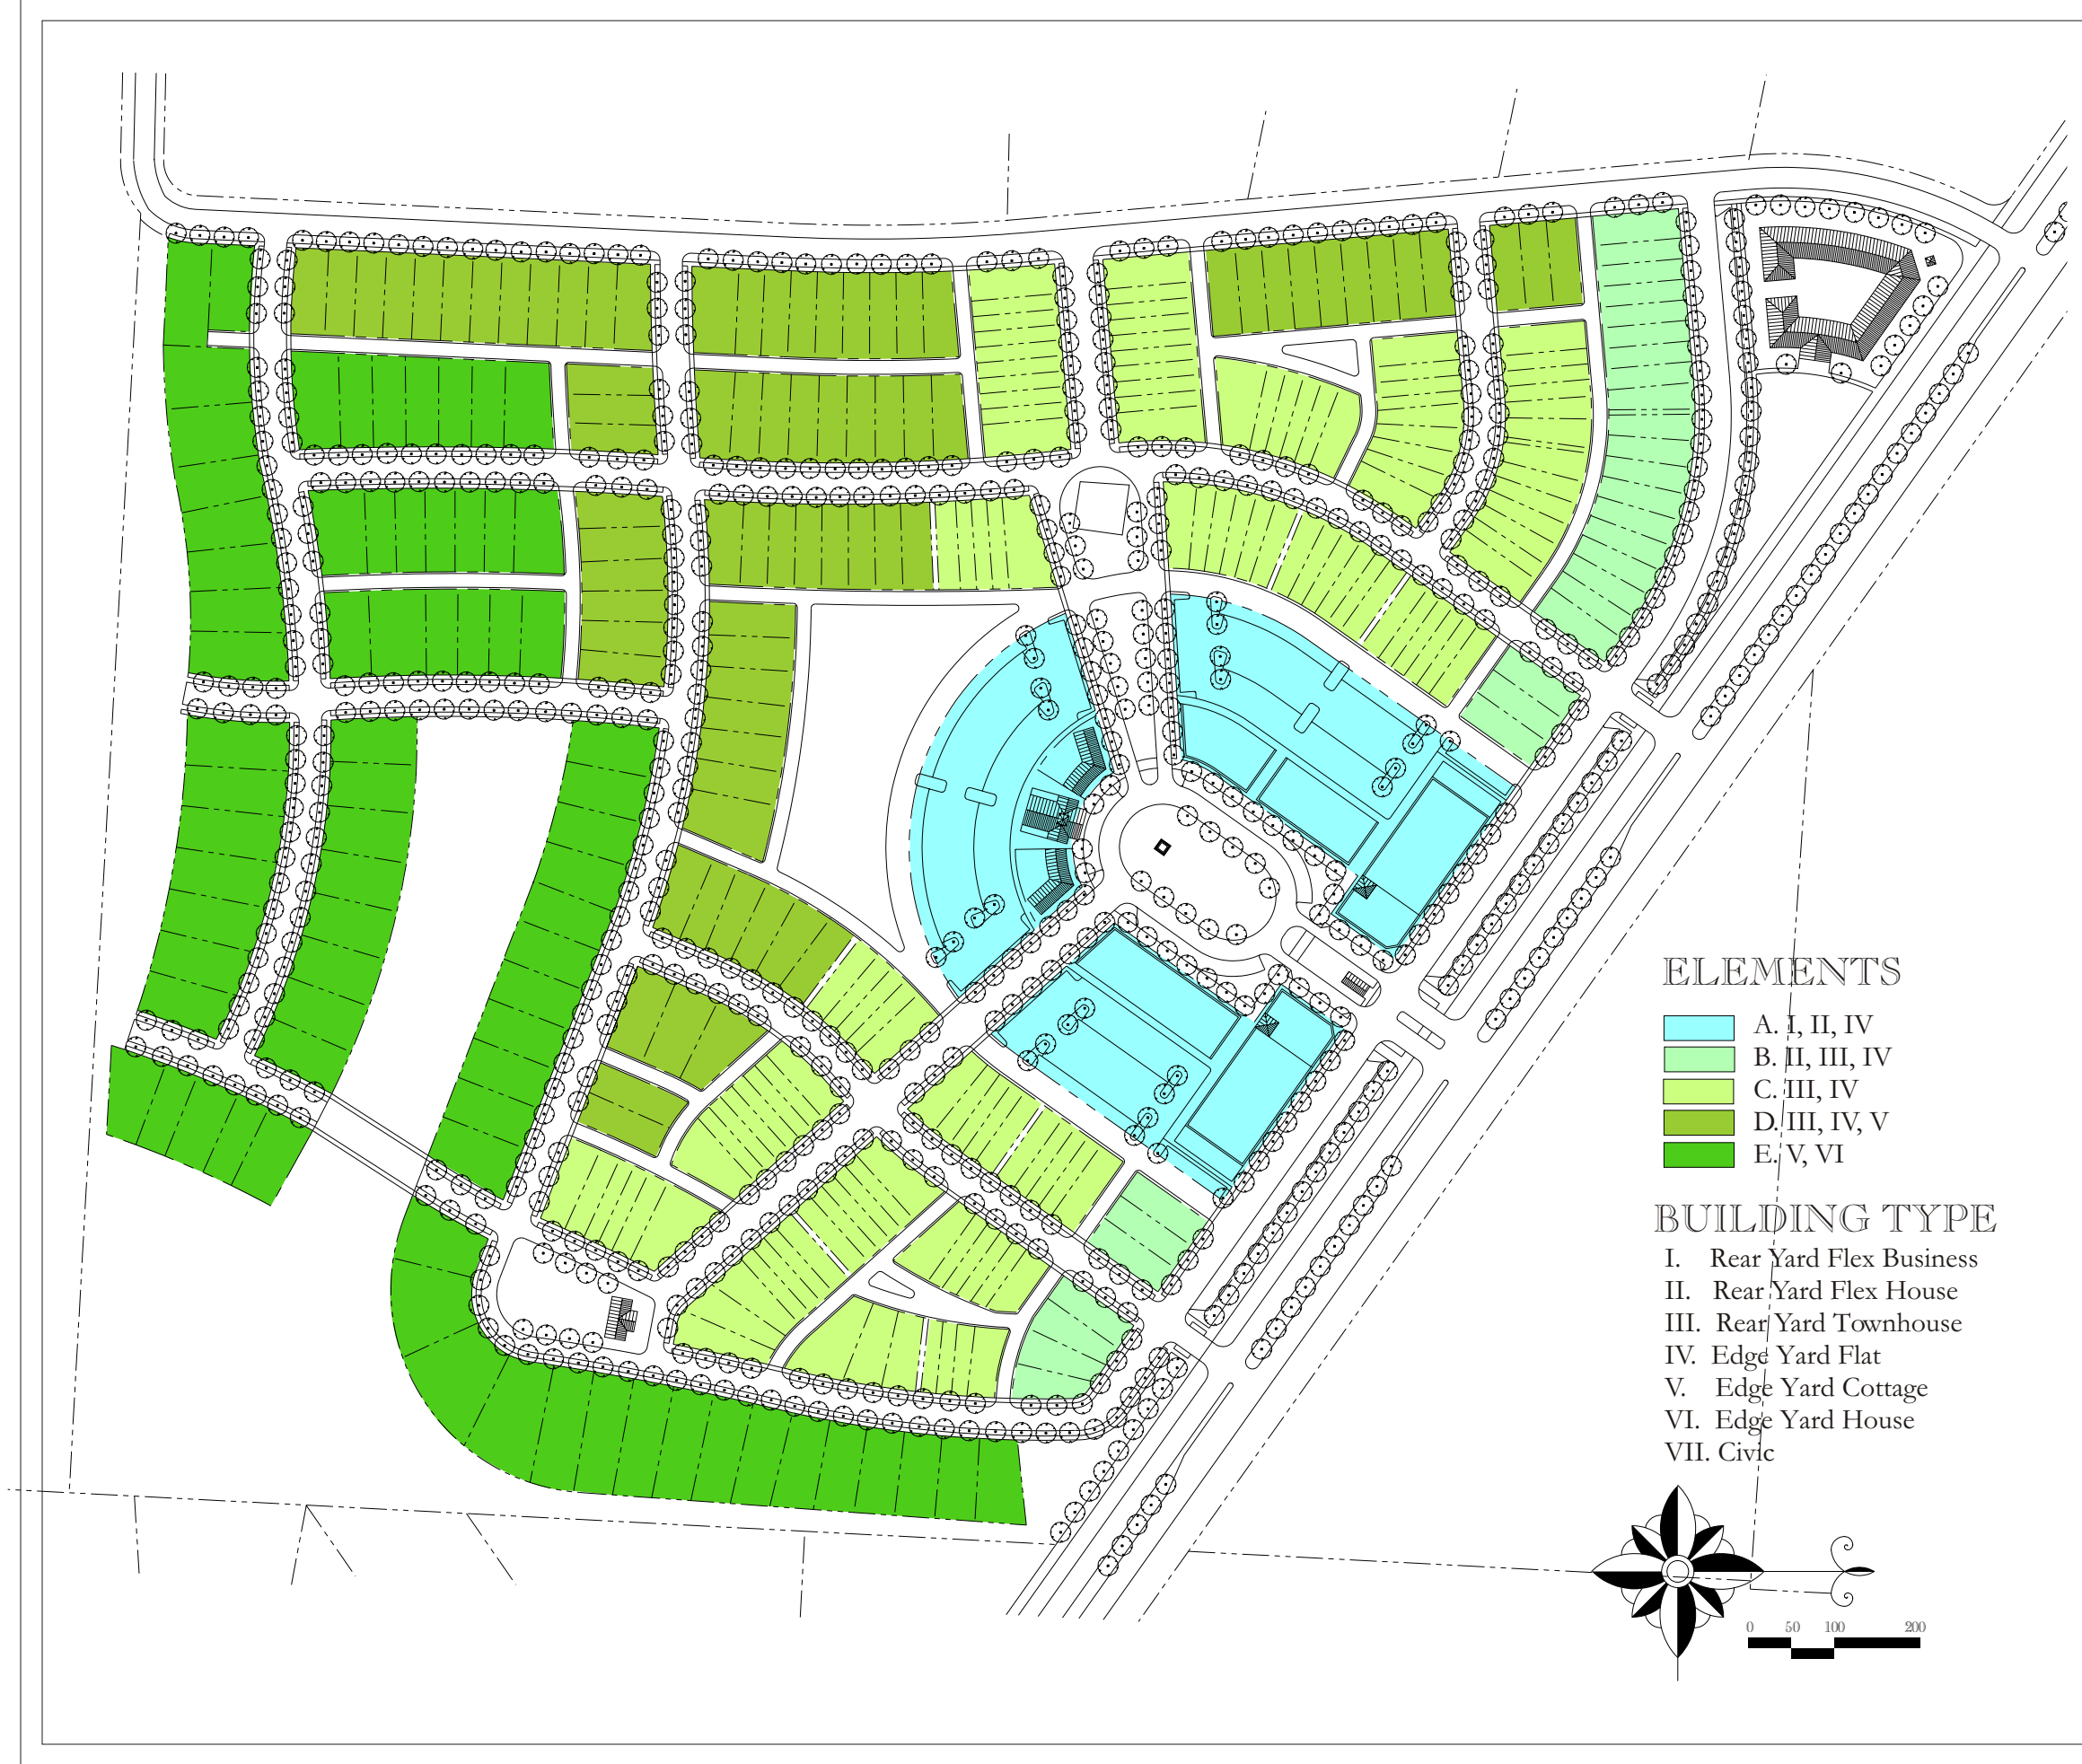 ELEMENTS
A. I, II, IV
B. II, III, IV
C. III, IV
D. III, IV, V
E. V, VI
BUILDING TYPE
I. Rear Yard Flex Business
II. Rear Yard Flex House
III. Rear Yard Townhouse
IV. Edge Yard Flat
V. Edge Yard Cottage
VI. Edge Yard House
VII. Civic
0 50 100 200